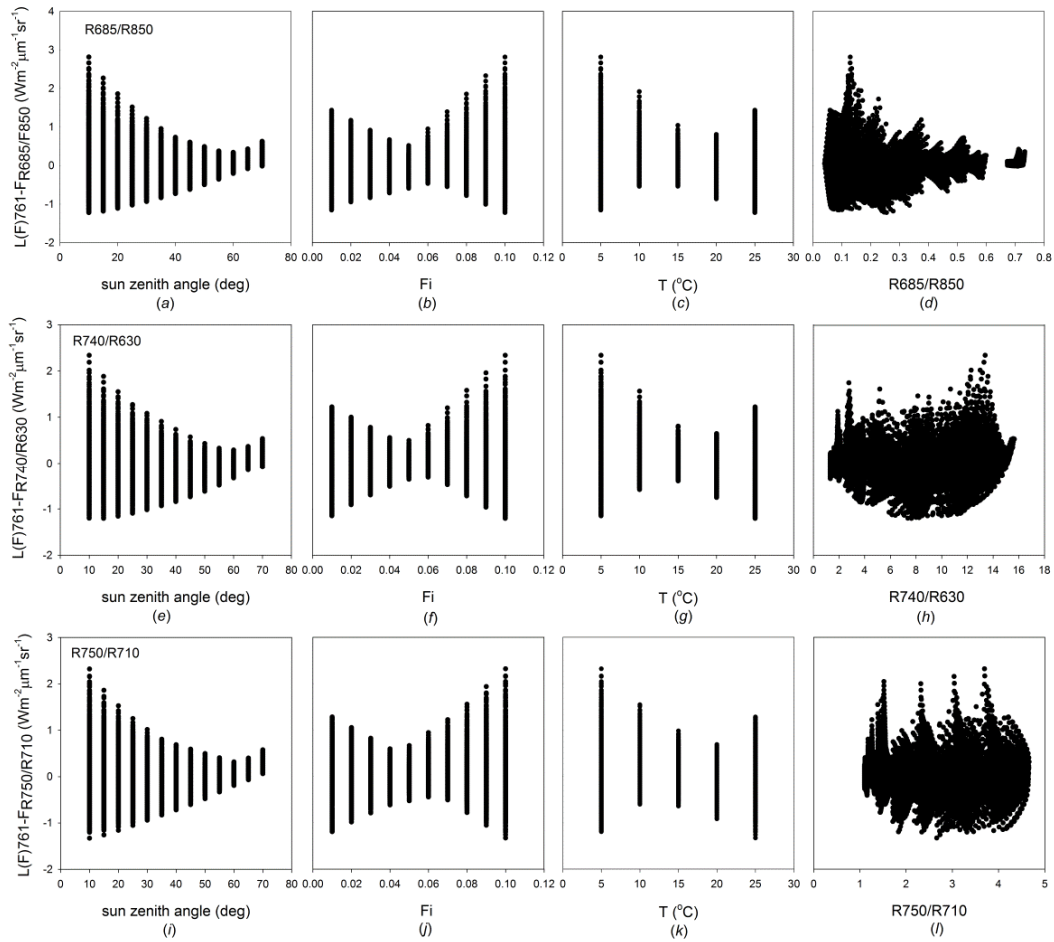 L(F)761-FR685/F850 (Wm-2μm-1sr-1)
R685/R850
4
3
2
1
0
-1
-2
0 20 40 60 80
0.00 0.02 0.04 0.06 0.08 0.10 0.12
0 5 10 15 20 25 30
0.1 0.2 0.3 0.4 0.5 0.6 0.7 0.8
sun zenith angle (deg)
Fi
T (oC)
R685/R850
(a)
(b)
(c)
(d)
L(F)761-FR740/R630 (Wm-2μm-1sr-1)
R740/R630
3
2
1
0
-1
-2
0 10 20 30 40 50 60 70 80
0.00 0.02 0.04 0.06 0.08 0.10 0.12
0 5 10 15 20 25 30
0 2 4 6 8 10 12 14 16 18
sun zenith angle (deg)
Fi
T (oC)
R740/R630
(e)
(f)
(g)
(h)
L(F)761-FR750/R710 (Wm-2μm-1sr-1)
R750/R710
3
2
1
0
-1
-2
0 10 20 30 40 50 60 70 80
0.00 0.02 0.04 0.06 0.08 0.10 0.12
0 5 10 15 20 25 30
0 1 2 3 4 5
sun zenith angle (deg)
Fi
T (oC)
R750/R710
(i)
(j)
(k)
(l)